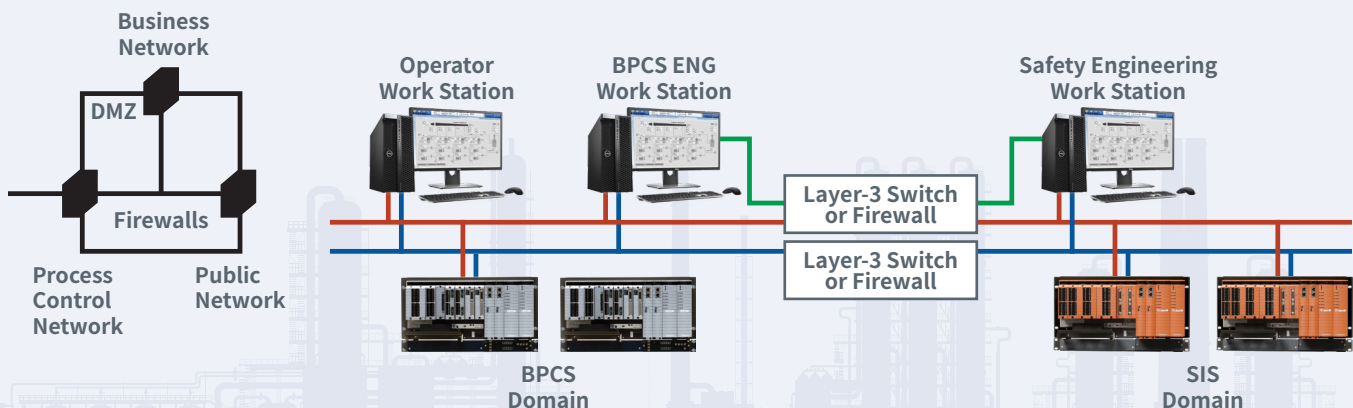 Business
Network
DMZ
Firewalls
Process
Control
Network
Public
Network
Operator
Work Station
BPCS ENG
Work Station
Safety Engineering
Work Station
Layer-3 Switch
or Firewall
Layer-3 Switch
or Firewall
BPCS
Domain
SIS
Domain